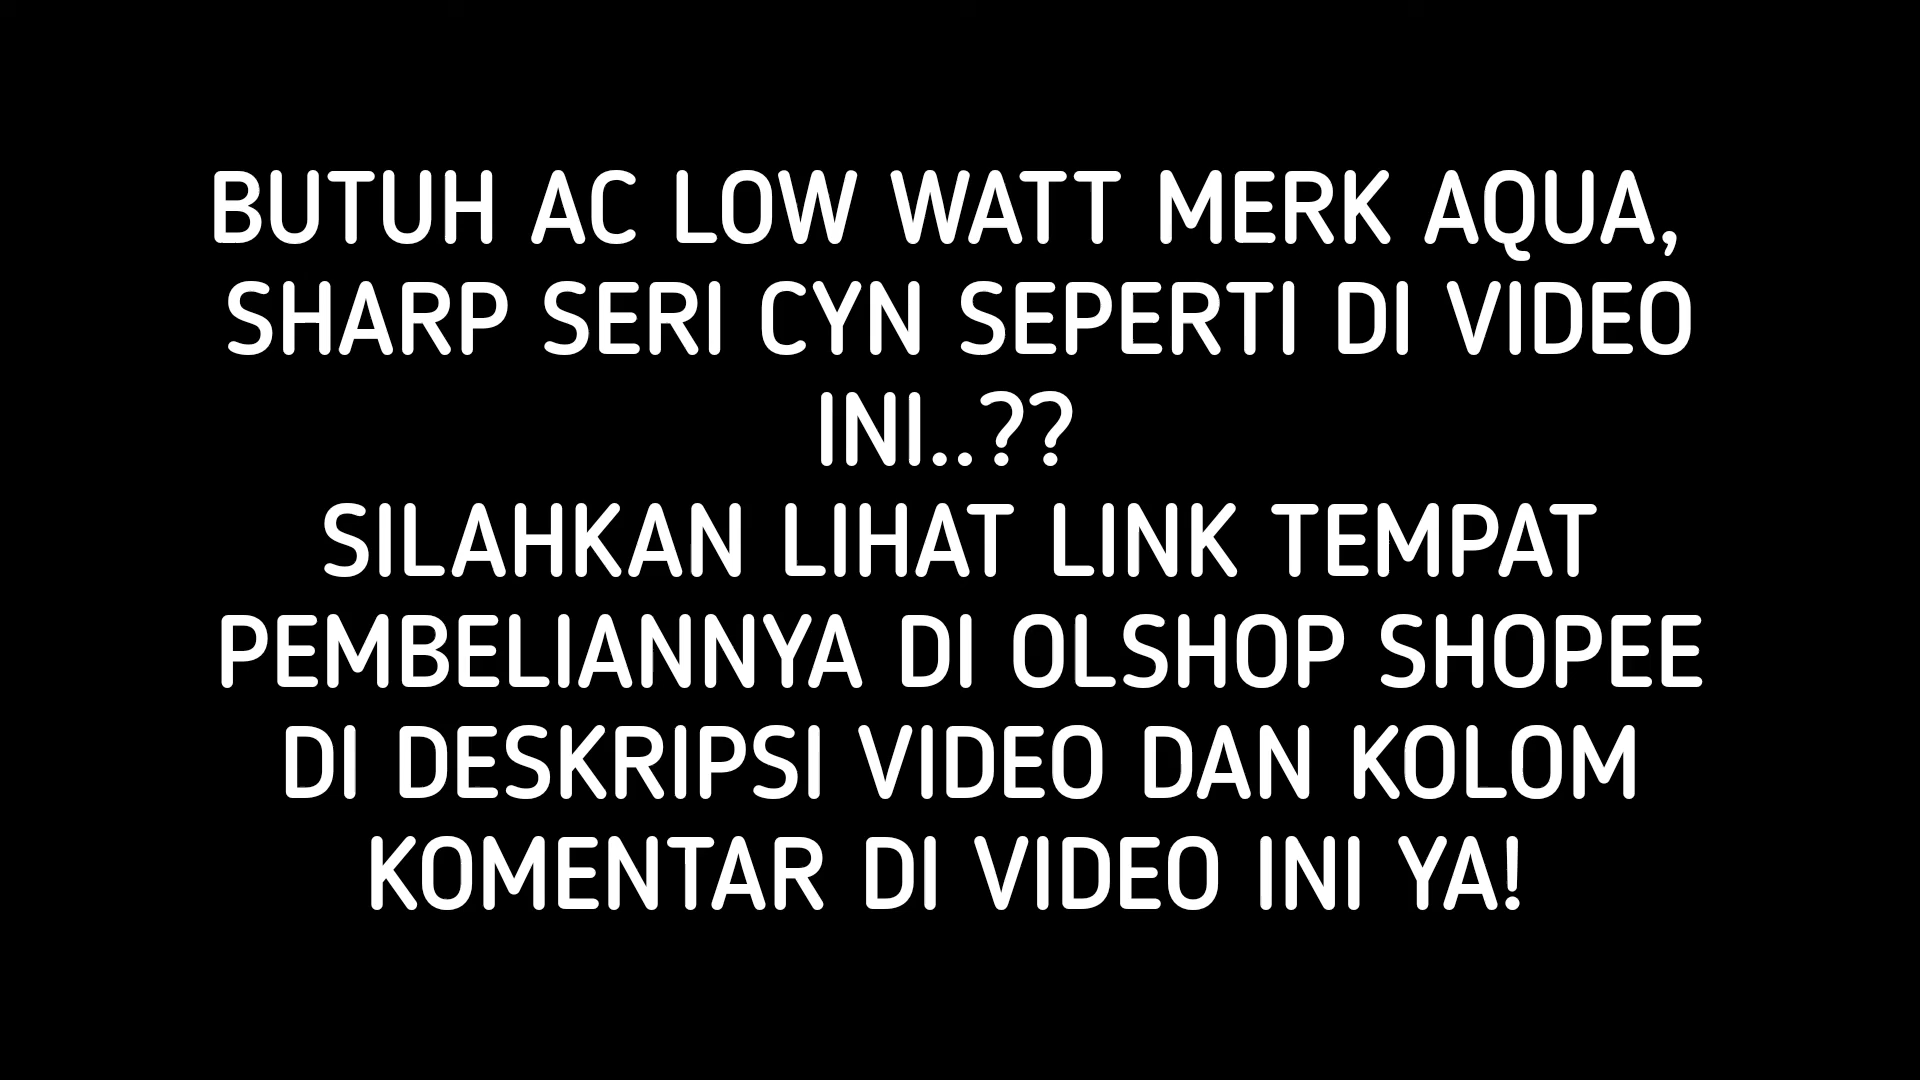 BUTUH AC LOW WATT MERK AQUA,
SHARP SERI CYN SEPERTI DI VIDEO
INI..??
SILAHKAN LIHAT LINK TEMPAT
PEMBELIANNYA DI OLSHOP SHOPEE
DI DESKRIPSI VIDEO DAN KOLOM
KOMENTAR DI VIDEO INI YA!